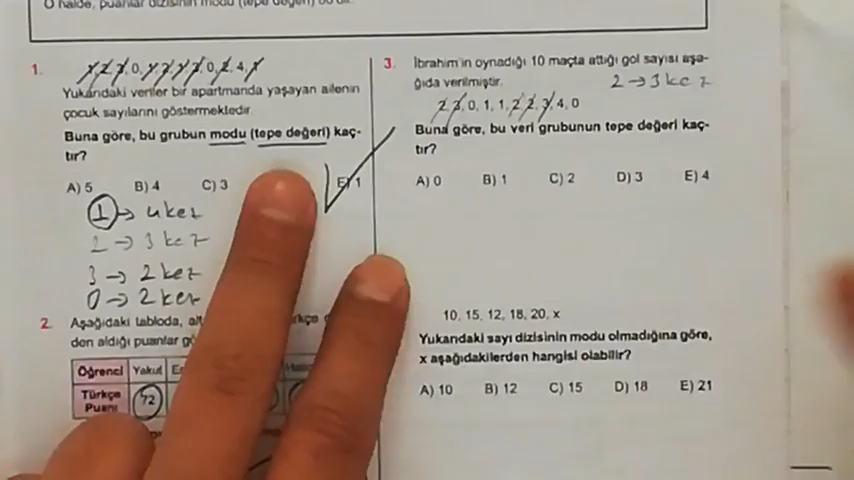 O halde, puanlar dizisinin modu (tepe değeri)
1.
0, 0, 4,
Yukarıdaki veriler bir apartmanda yaşayan ailenin
çocuk sayılarını göstermektedir.
Buna göre, bu grubun modu (tepe değeri) kaç-
tır?
A) 5 B) 4 C) 3 E) 1
1 → 4 kez
2 → 3 kez
3 → 2 kez
0 → 2 kez
2. Aşağıdaki tabloda,
den aldığı puanlar
Öğrenci Yakut
Türkçe Puanı 72
3. İbrahim'in oynadığı 10 maçta attığı gol sayısı aşa-
ğıda verilmiştir.
2 → 3 kez
2, 3, 0, 1, 1, 2, 2, 3, 4, 0
Buna göre, bu veri grubunun tepe değeri kaç-
tır?
A) 0 B) 1 C) 2 D) 3 E) 4
10, 15, 12, 18, 20, x
Yukarıdaki sayı dizisinin modu olmadığına göre,
x aşağıdakilerden hangisi olabilir?
A) 10 B) 12 C) 15 D) 18 E) 21